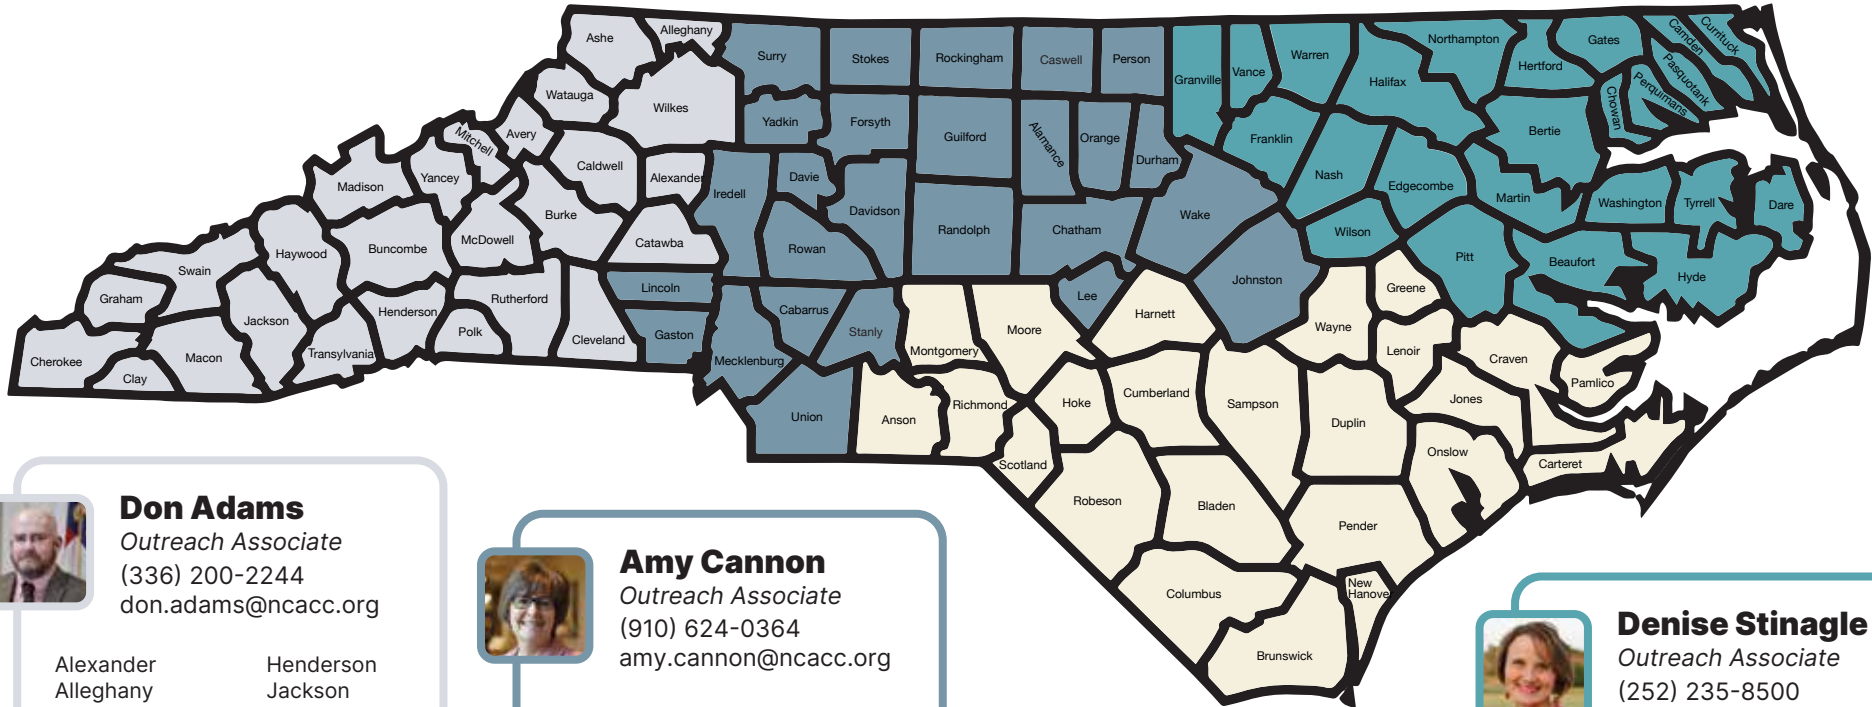 Ashe
Alleghany
Surry
Stokes
Rockingham
Caswell
Person
Granville
Vance
Warren
Halifax
Northampton
Hertford
Gates
Camden
Currituck
Pasquotank
Perquimans
Chowan
Watauga
Wilkes
Yadkin
Forsyth
Guilford
Alamance
Orange
Durham
Franklin
Nash
Edgecombe
Bertie
Martin
Washington
Tyrrell
Dare
Mitchell
Avery
Caldwell
Alexander
Iredell
Davie
Davidson
Randolph
Chatham
Wake
Wilson
Pitt
Beaufort
Hyde
Madison
Yancey
Burke
Catawba
Rowan
Johnston
Swain
Haywood
Buncombe
McDowell
Lincoln
Lee
Harnett
Greene
Wayne
Graham
Jackson
Henderson
Rutherford
Polk
Cleveland
Gaston
Mecklenburg
Cabarrus
Stanly
Montgomery
Moore
Lenoir
Craven
Pamlico
Cherokee
Clay
Macon
Transylvania
Union
Anson
Richmond
Hoke
Cumberland
Sampson
Duplin
Jones
Onslow
Carteret
Scotland
Robeson
Bladen
Pender
Columbus
New
Hanover
Brunswick
Don Adams
Outreach Associate
(336) 200-2244
don.adams@ncacc.org
Alexander
Alleghany
Henderson
Jackson
Amy Cannon
Outreach Associate
(910) 624-0364
amy.cannon@ncacc.org
Denise Stinagle
Outreach Associate
(252) 235-8500